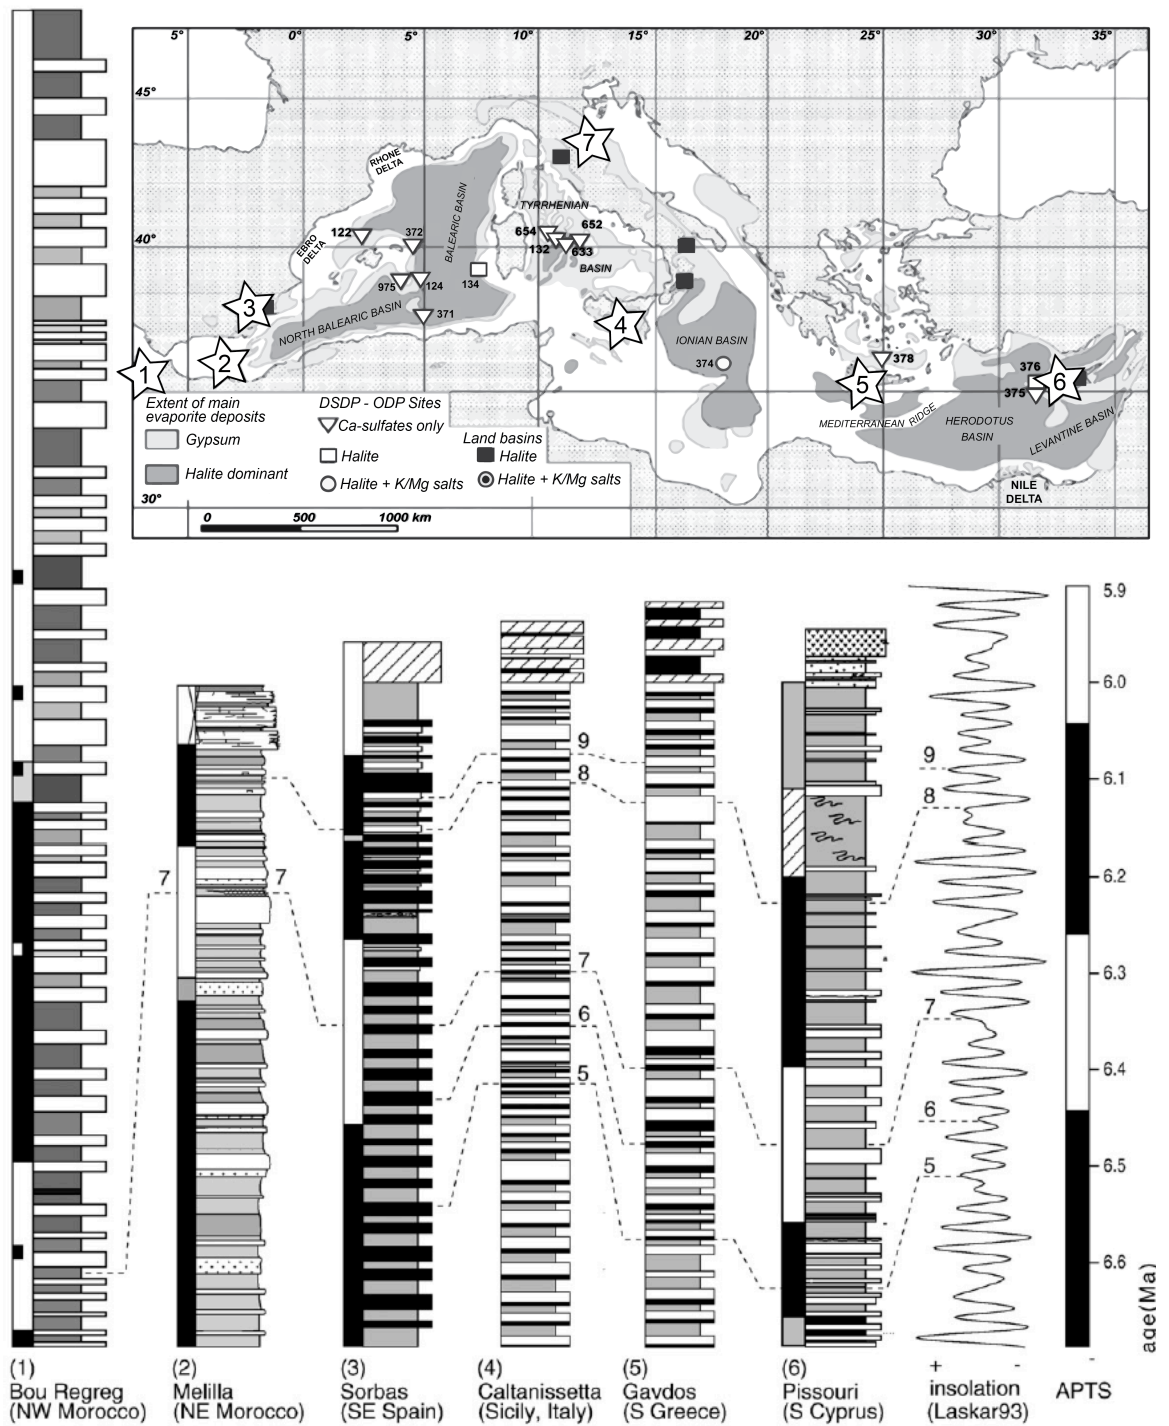 5° 0° 5° 10° 15° 20° 25° 30° 35°
45°
7
RHONE
DELTA
BALEARIC BASIN
TYRRHENIAN
122
372
654
652
40°
EBRO
DELTA
132
633
BASIN
975
124
134
3
371
4
NORTH BALEARIC BASIN
IONIAN BASIN
2
374
378
376
1
5
375
6
Extent of main
evaporite deposits
DSDP - ODP Sites
MEDITERRANEAN RIDGE
HERODOTUS
BASIN
LEVANTINE BASIN
Gypsum
Ca-sulfates only
Land basins
Halite
Halite
Halite dominant
Halite + K/Mg salts
Halite + K/Mg salts
NILE
DELTA
30°
0 500 1000 km
5.9
6.0
9
9
8
8
6.1
7
7
6.2
7
7
6.3
6
6
6.4
5
5
6.5
6.6
age(Ma)
(1)
Bou Regreg
(NW Morocco)
(2)
Melilla
(NE Morocco)
(3)
Sorbas
(SE Spain)
(4)
Caltanissetta
(Sicily, Italy)
(5)
Gavdos
(S Greece)
(6)
Pissouri
(S Cyprus)
+ -
insolation
(Laskar93)
-
APTS